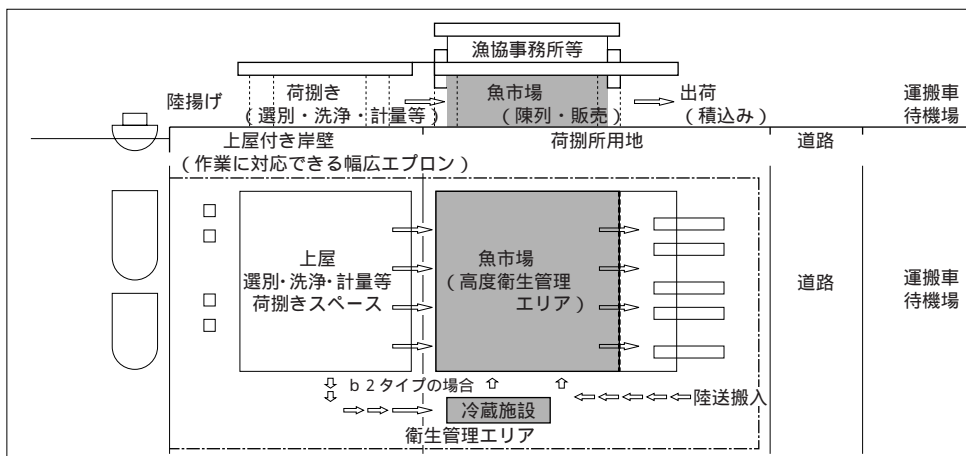 漁協事務所等
陸揚げ
荷捌き
(選別・洗浄・計量等)
魚市場
(陳列・販売)
出荷
(積込み)
運搬車
待機場
上屋付き岸壁
(作業に対応できる幅広エプロン)
荷捌所用地
道路
上屋
選別・洗浄・計量等
荷捌きスペース
魚市場
(高度衛生管理
エリア)
道路
運搬車
待機場
b2タイプの場合
陸送搬入
冷蔵施設
衛生管理エリア